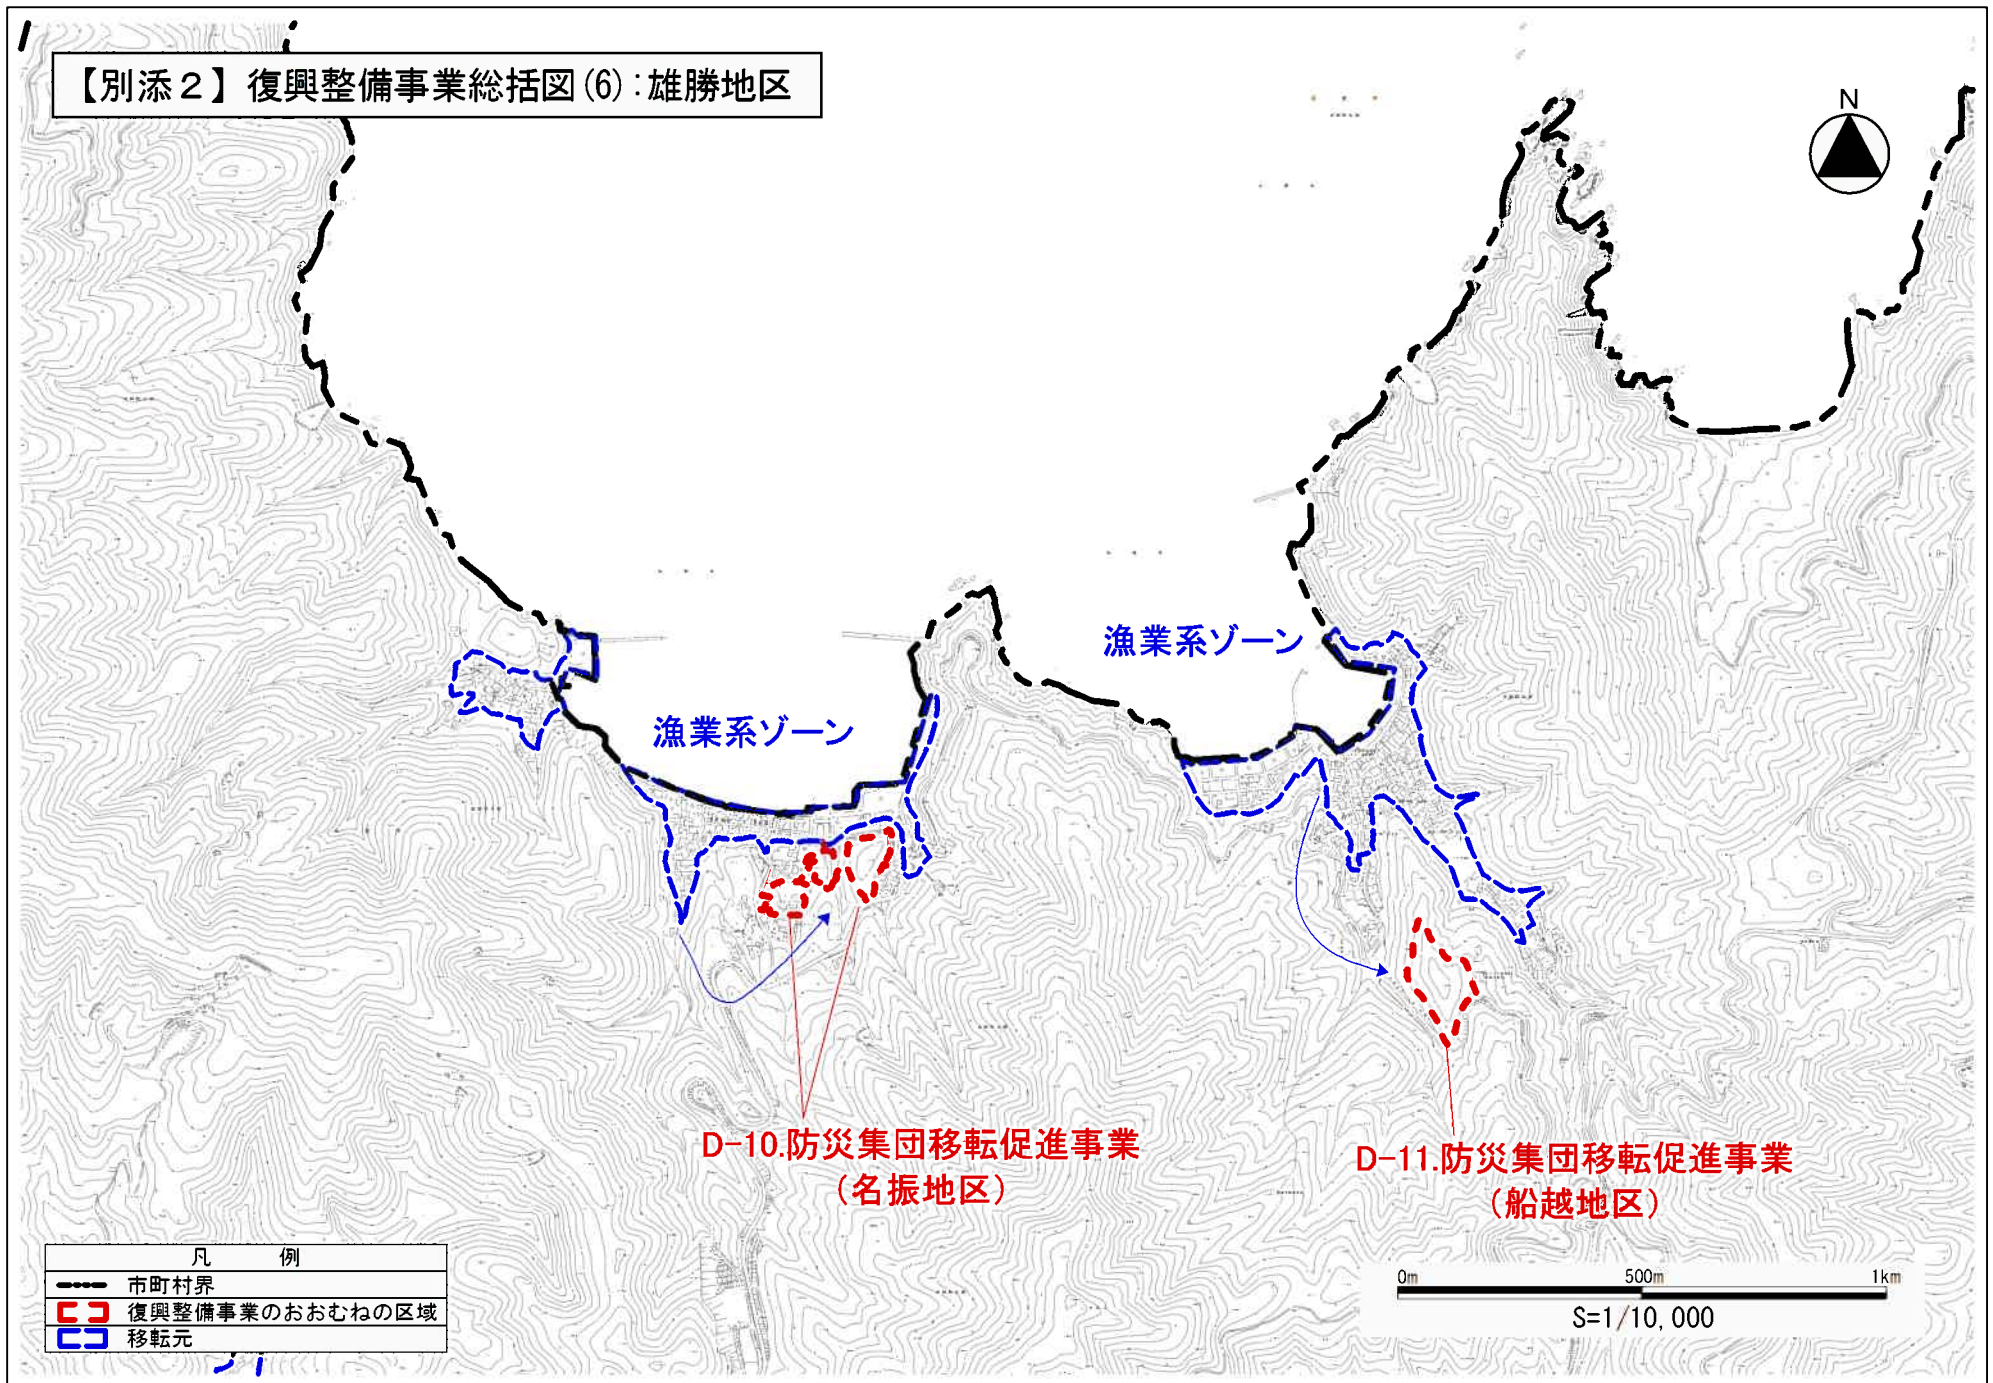 【別添２】復興整備事業総括図(6):雄勝地区
N
漁業系ゾーン
漁業系ゾーン
D-10.防災集団移転促進事業
(名振地区)
D-11.防災集団移転促進事業
(船越地区)
凡 例
市町村界
復興整備事業のおおむねの区域
移転元
0m 500m 1km
S=1/10,000